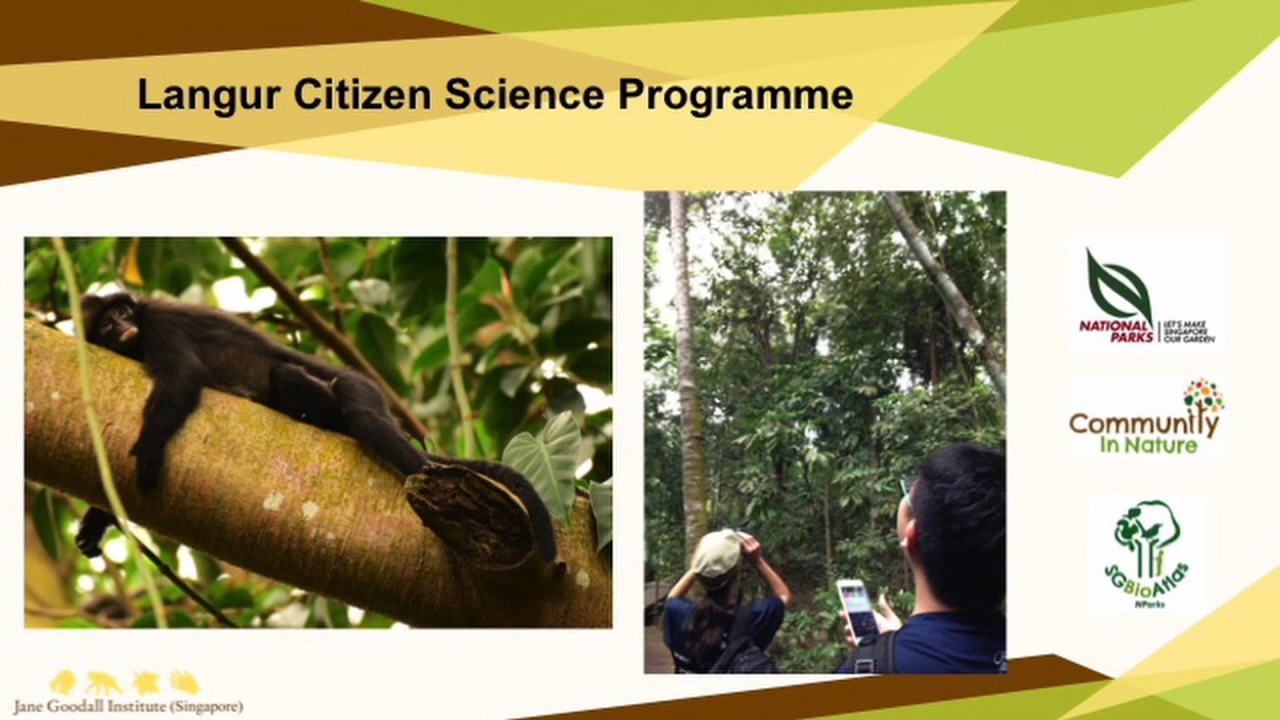 Langur Citizen Science Programme
NATIONAL
PARKS
LET'S MAKE
SINGAPORE
OUR GARDEN
Community
In Nature
SGBioAtlas
NParks
Jane Goodall Institute (Singapore)